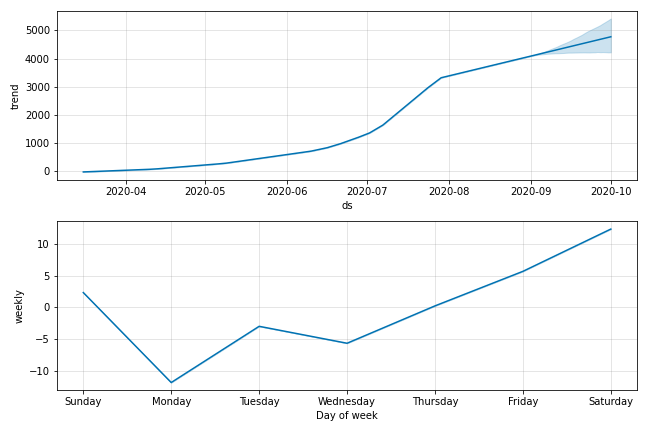 5000
4000
3000
2000
1000
0
trend
2020-04 2020-05 2020-06 2020-07 2020-08 2020-09 2020-10
ds
10
5
0
−5
−10
weekly
Sunday Monday Tuesday Wednesday Thursday Friday Saturday
Day of week